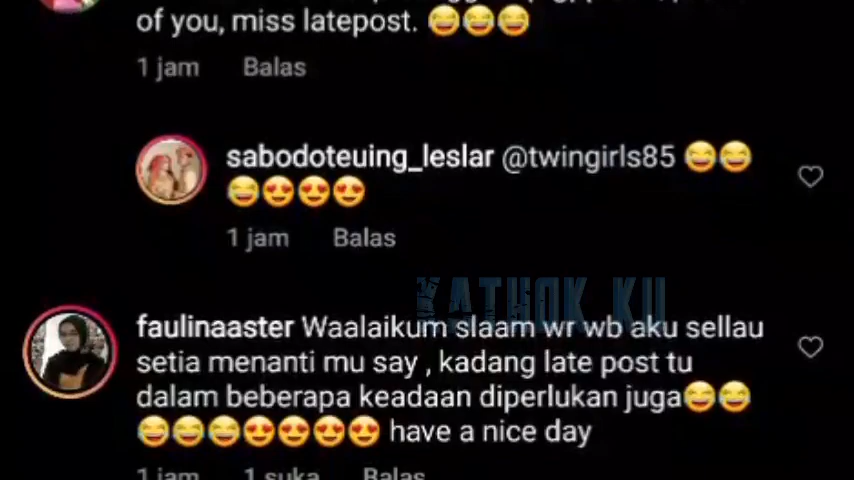 of you, miss latepost. 😂😂😂
1 jam Balas
sabodoteuing_leslar @twingirls85 😂😂
😂😍😍😍
1 jam Balas
KATHOK KU
faulinaaster Waalaikum slaam wr wb aku sellau
setia menanti mu say , kadang late post tu
dalam beberapa keadaan diperlukan juga😂😂
😂😂😂😍😍😍😍 have a nice day
1 jam 1 suka Balas